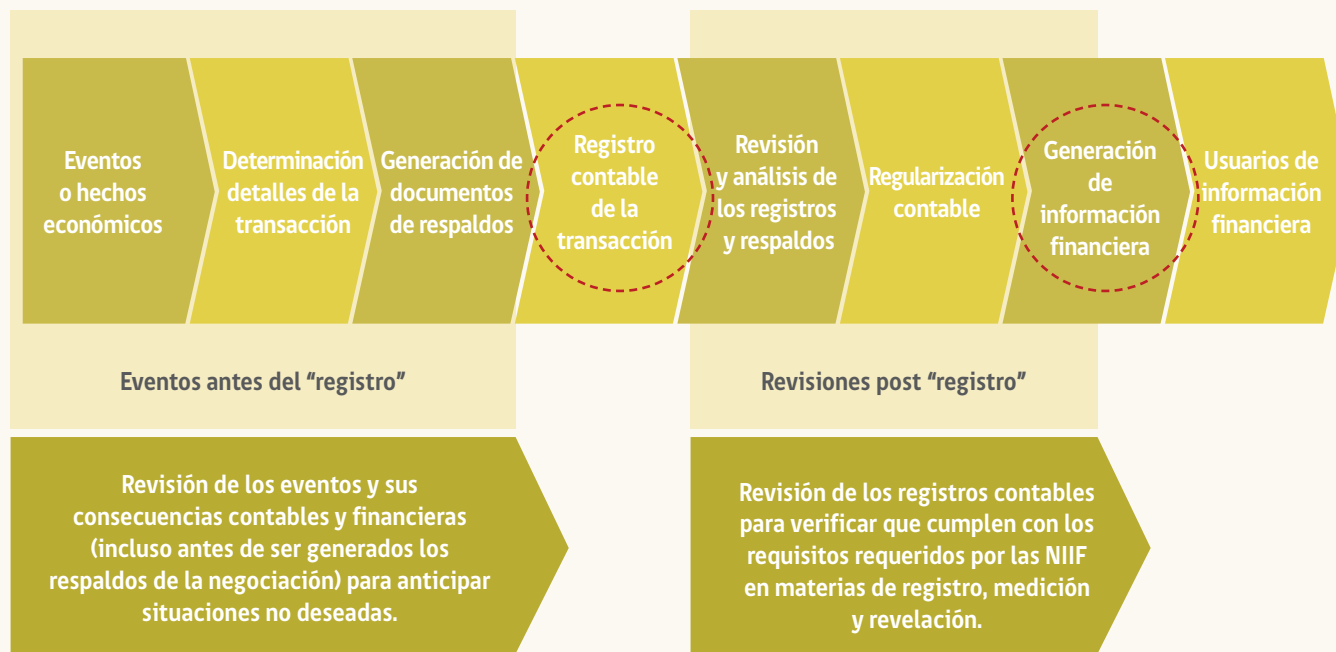 Eventos
o hechos
económicos
Determinación
detalles de la
transacción
Generación de
documentos
de respaldos
Registro
contable
de la
transacción
Revisión
y análisis de
los registros
y respaldos
Regularización
contable
Generación
de
información
financiera
Usuarios de
información
financiera
Eventos antes del “registro”
Revisiones post “registro”
Revisión de los eventos y sus
consecuencias contables y financieras
(incluso antes de ser generados los
respaldos de la negociación) para anticipar
situaciones no deseadas.
Revisión de los registros contables
para verificar que cumplen con los
requisitos requeridos por las NIIF
en materias de registro, medición
y revelación.